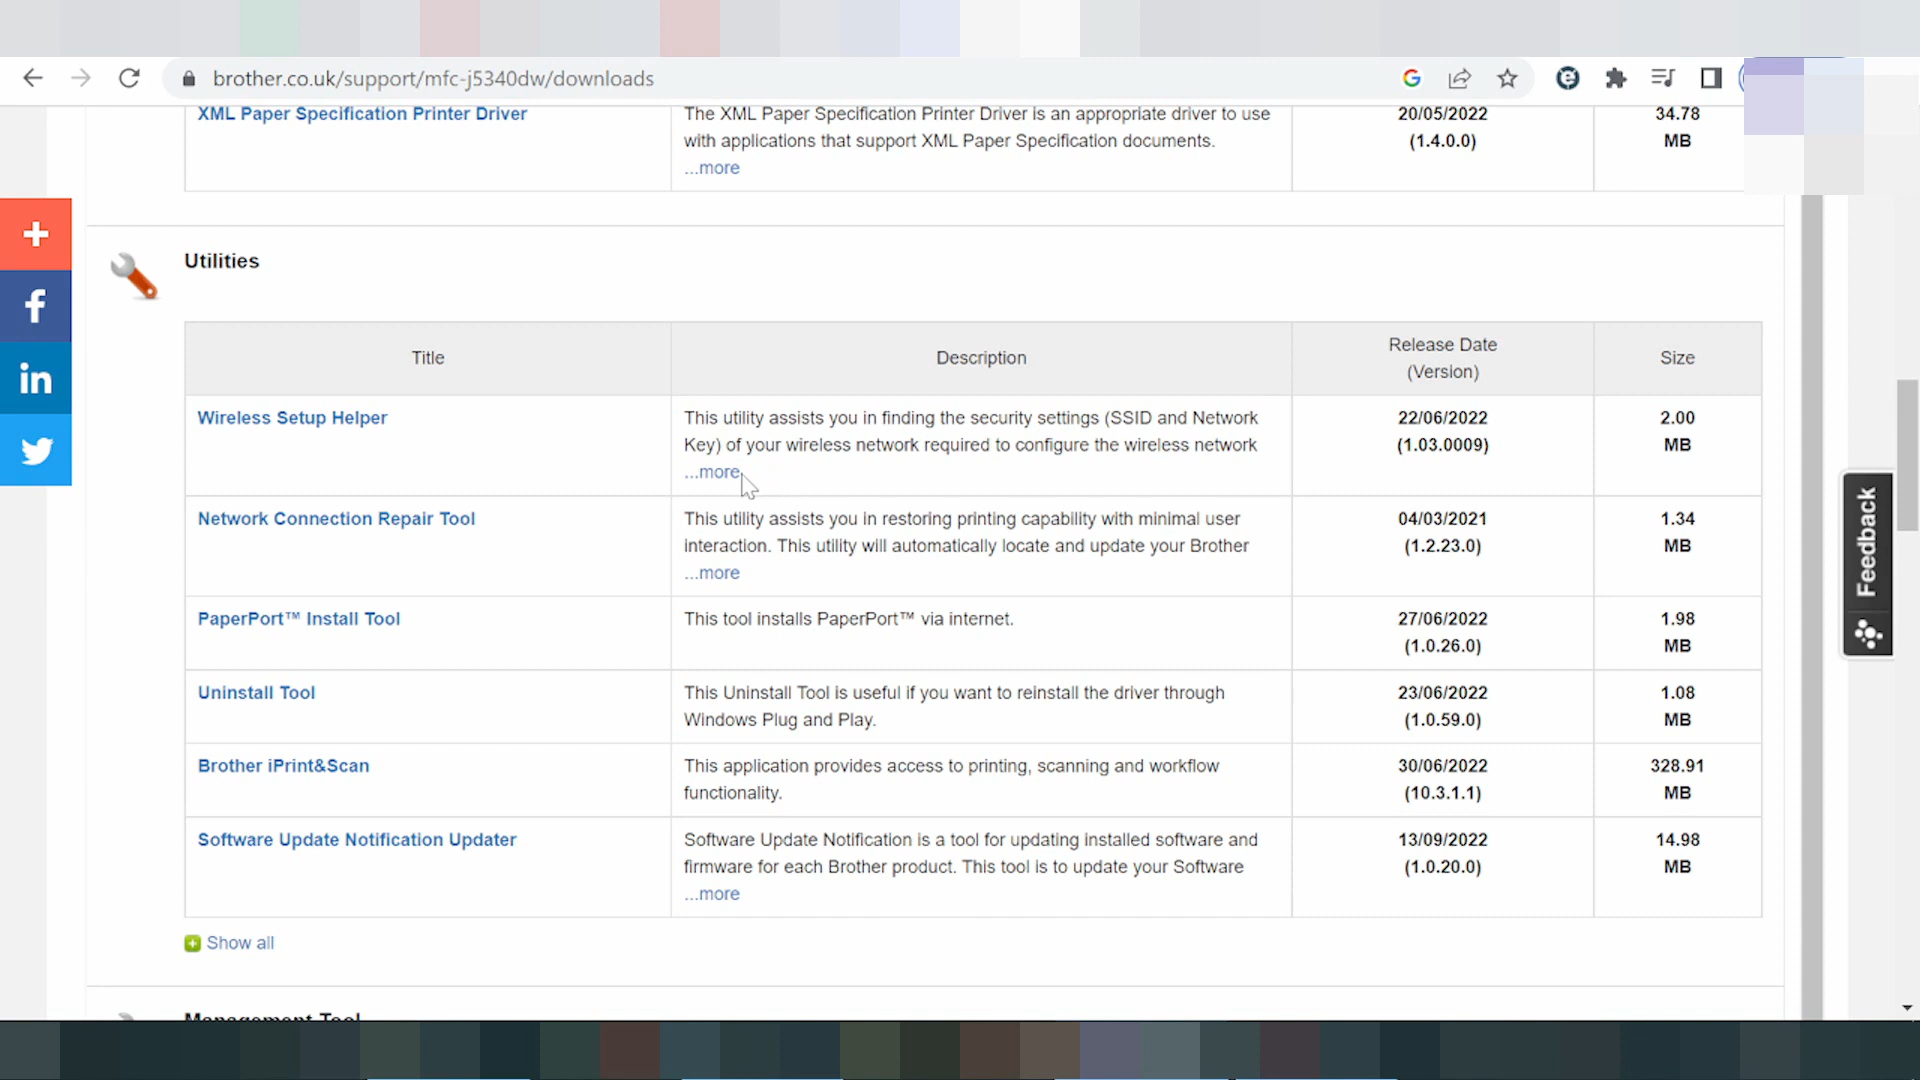 brother.co.uk/support/mfc-j5340dw/downloads
XML Paper Specification Printer Driver
The XML Paper Specification Printer Driver is an appropriate driver to use
with applications that support XML Paper Specification documents.
...more
20/05/2022
(1.4.0.0)
34.78
MB
Utilities
Title
Description
Release Date
(Version)
Size
Wireless Setup Helper
This utility assists you in finding the security settings (SSID and Network
Key) of your wireless network required to configure the wireless network
...more
22/06/2022
(1.03.0009)
2.00
MB
Network Connection Repair Tool
This utility assists you in restoring printing capability with minimal user
interaction. This utility will automatically locate and update your Brother
...more
04/03/2021
(1.2.23.0)
1.34
MB
PaperPort™ Install Tool
This tool installs PaperPort™ via internet.
27/06/2022
(1.0.26.0)
1.98
MB
Uninstall Tool
This Uninstall Tool is useful if you want to reinstall the driver through
Windows Plug and Play.
23/06/2022
(1.0.59.0)
1.08
MB
Brother iPrint&Scan
This application provides access to printing, scanning and workflow
functionality.
30/06/2022
(10.3.1.1)
328.91
MB
Software Update Notification Updater
Software Update Notification is a tool for updating installed software and
firmware for each Brother product. This tool is to update your Software
...more
13/09/2022
(1.0.20.0)
14.98
MB
Show all
Management Tool
Feedback